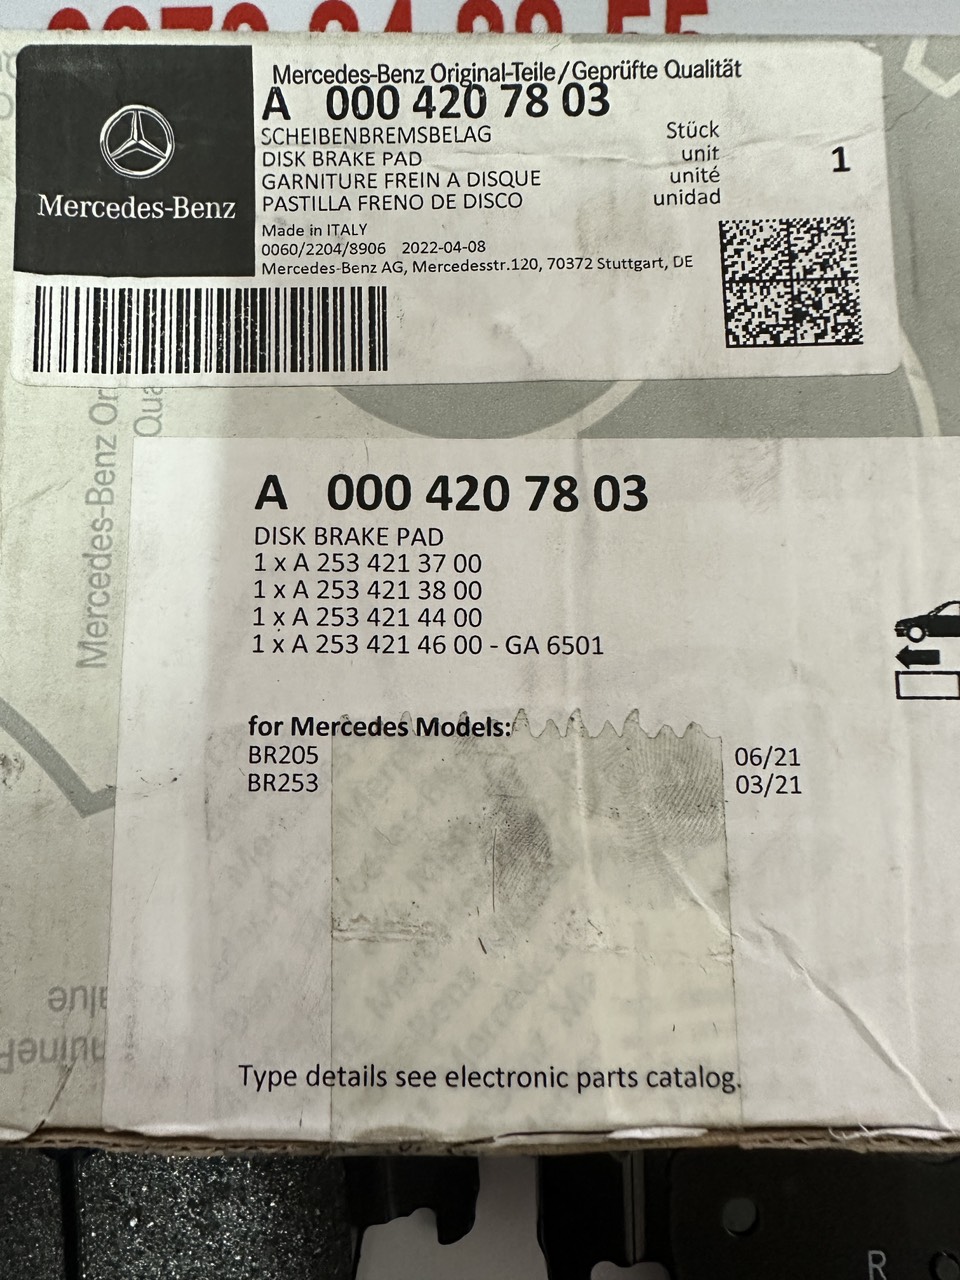 Mercedes-Benz Original-Teile/Geprüfte Qualität
A 000 420 78 03
SCHEIBENBREMSBELAG
DISK BRAKE PAD
GARNITURE FREIN A DISQUE
PASTILLA FRENO DE DISCO
Stück
unit
unité
unidad
1
Mercedes-Benz
Made in ITALY
0060/2204/8906 2022-04-08
Mercedes-Benz AG, Mercedesstr.120, 70372 Stuttgart, DE
Mercedes-Benz Or
Qua
A 000 420 78 03
DISK BRAKE PAD
1 x A 253 421 37 00
1 x A 253 421 38 00
1 x A 253 421 44 00
1 x A 253 421 46 00 - GA 6501
for Mercedes Models:
BR205 06/21
BR253 03/21
Type details see electronic parts catalog.
R